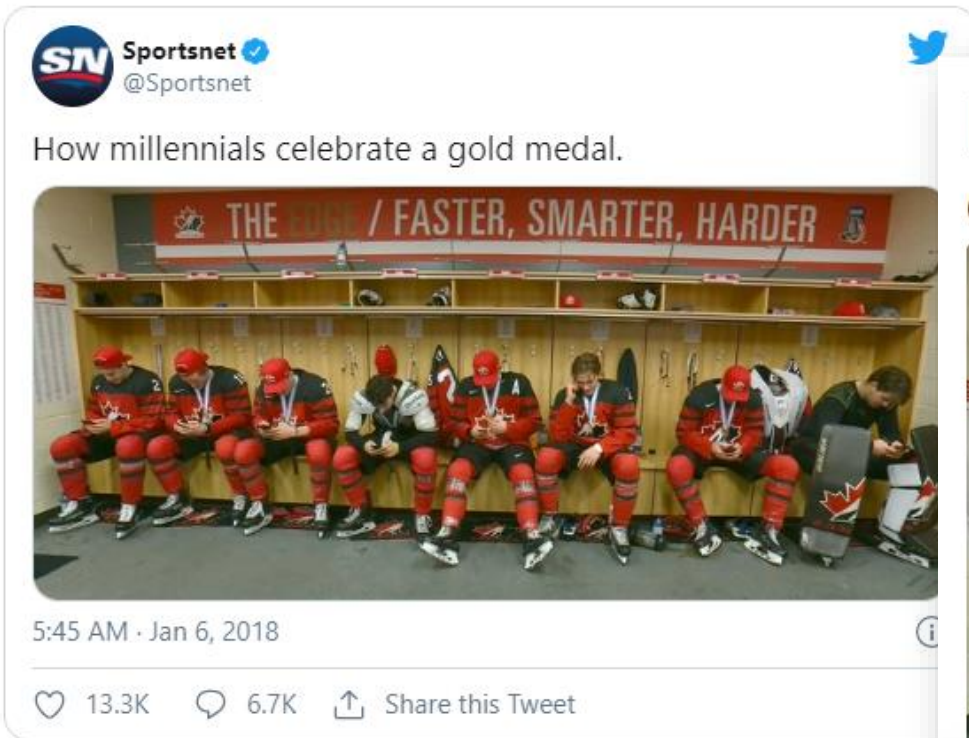 SN
Sportsnet
@Sportsnet
How millennials celebrate a gold medal.
THE EDGE / FASTER, SMARTER, HARDER
5:45 AM · Jan 6, 2018
13.3K 6.7K Share this Tweet